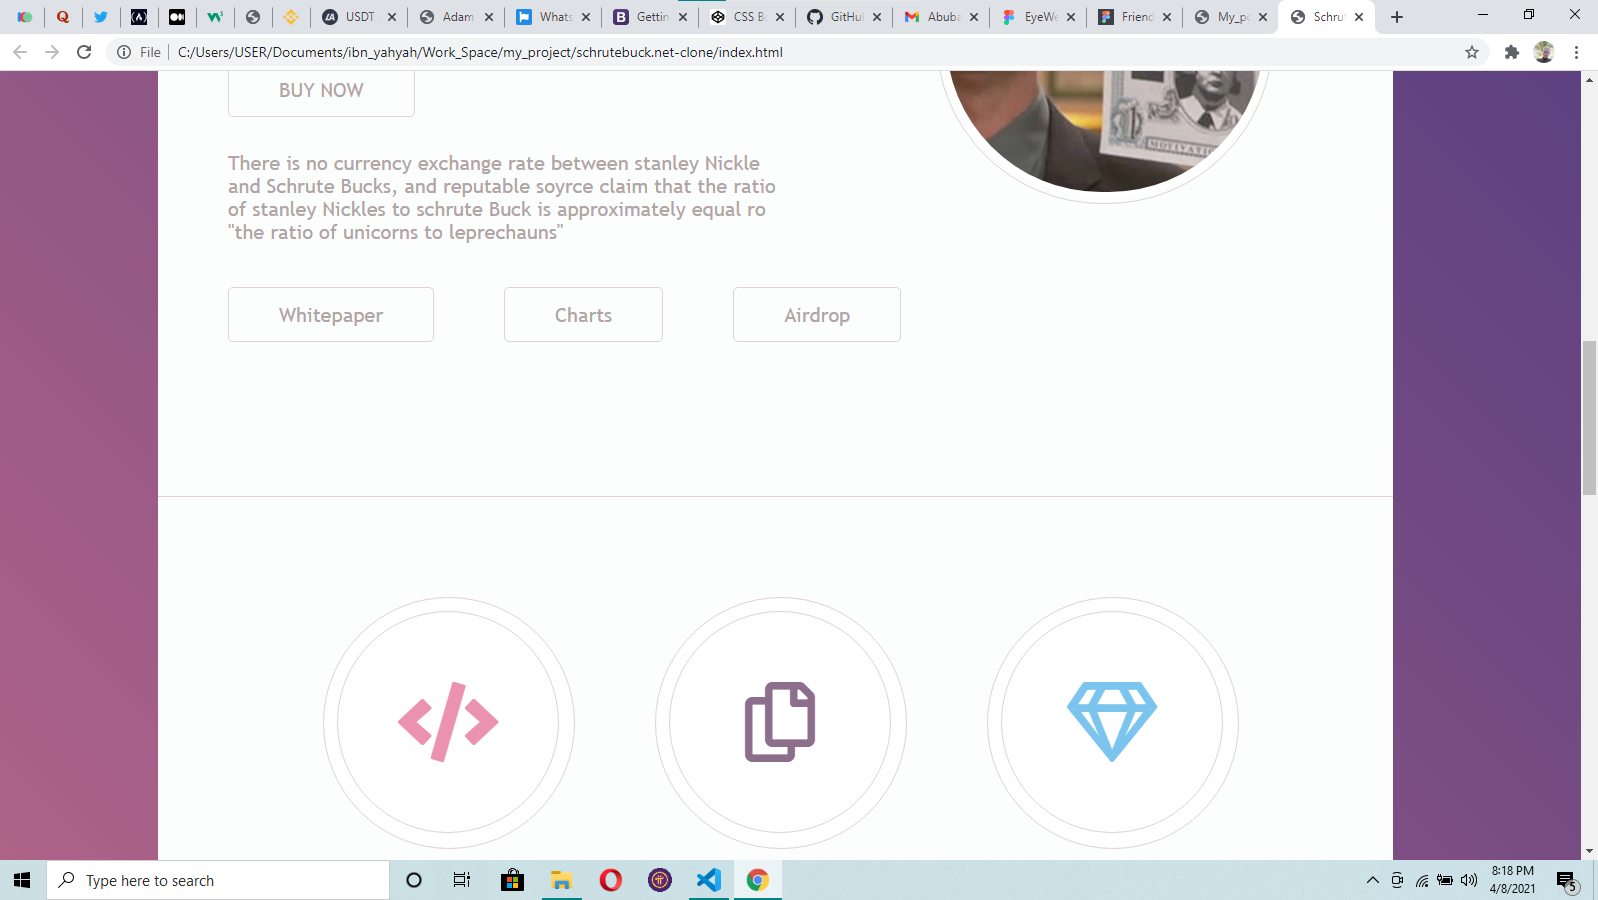 USDT
Adam
Whats
Gettin
CSS B
GitHu
Abuba
EyeWe
Friend
My_p
Schru
File
C:/Users/USER/Documents/ibn_yahyah/Work_Space/my_project/schrutebuck.net-clone/index.html
BUY NOW
MOTIVATION
There is no currency exchange rate between stanley Nickle
and Schrute Bucks, and reputable soyrce claim that the ratio
of stanley Nickles to schrute Buck is approximately equal ro
"the ratio of unicorns to leprechauns"
Whitepaper
Charts
Airdrop
Type here to search
8:18 PM
4/8/2021
5